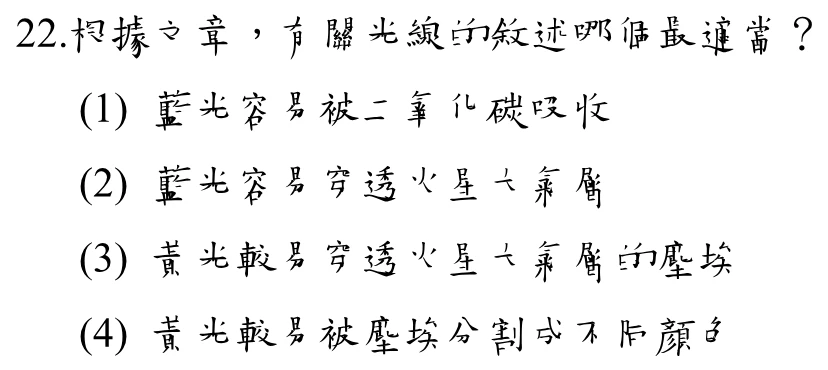 22.根據文章，有關光線的敘述哪個最適當？
(1) 藍光容易被二氧化碳吸收
(2) 藍光容易穿透火星大氣層
(3) 黃光較易穿透火星大氣層的塵埃
(4) 黃光較易被塵埃分割成不同顏色